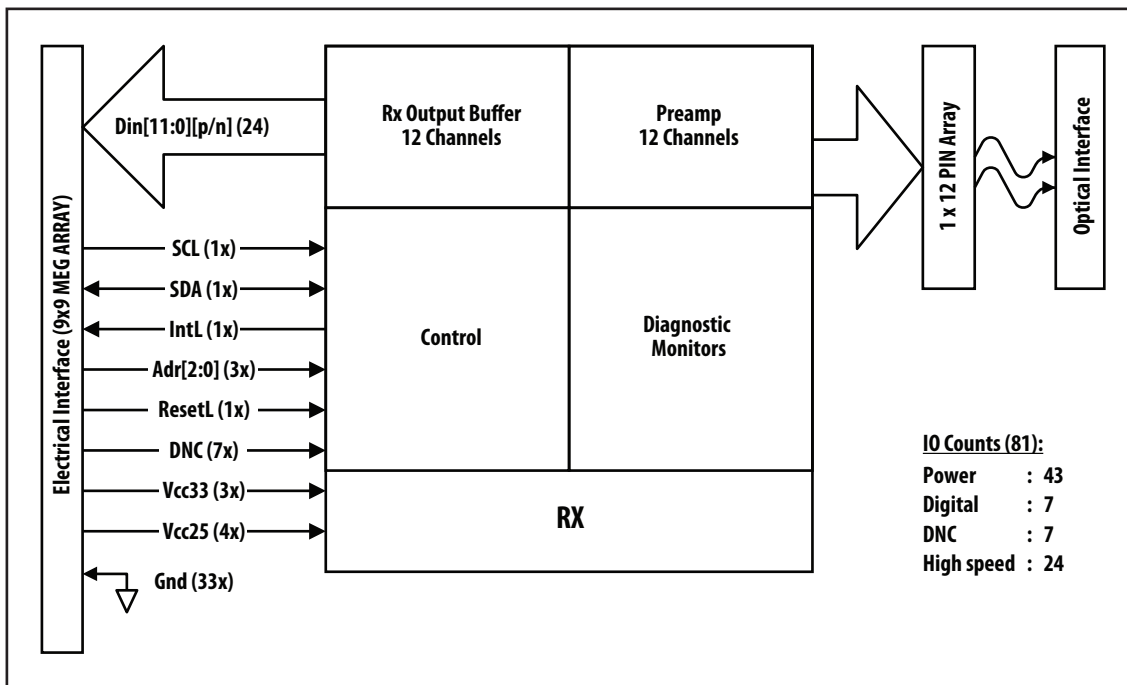 Electrical Interface (9x9 MEG ARRAY)
Din[11:0][p/n] (24)
Rx Output Buffer
12 Channels
Preamp
12 Channels
1 x 12 PIN Array
Optical Interface
SCL (1x)
SDA (1x)
IntL (1x)
Adr[2:0] (3x)
ResetL (1x)
DNC (7x)
Vcc33 (3x)
Vcc25 (4x)
Gnd (33x)
Control
Diagnostic
Monitors
RX
IO Counts (81):
Power : 43
Digital : 7
DNC : 7
High speed : 24